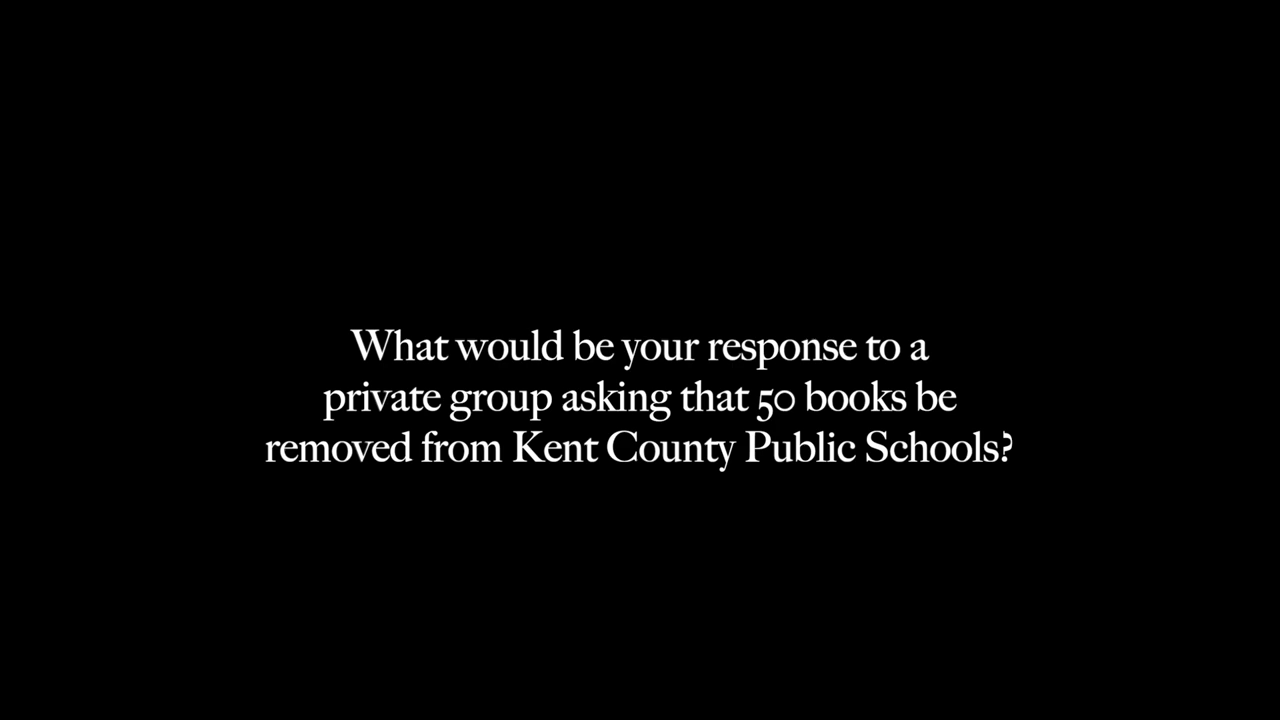 What would be your response to a
private group asking that 50 books be
removed from Kent County Public Schools?